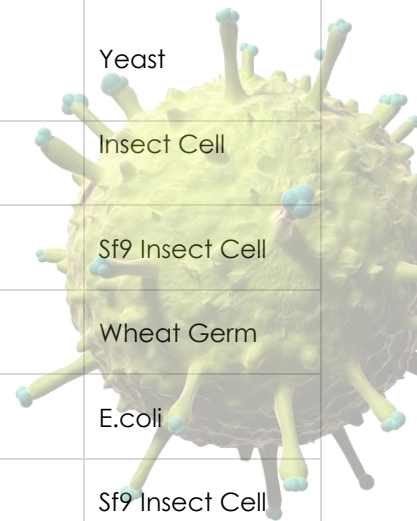 Yeast
Insect Cell
Sf9 Insect Cell
Wheat Germ
E.coli
Sf9 Insect Cell